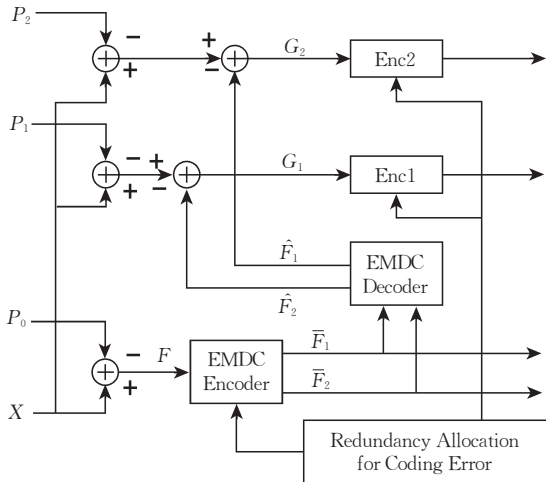 P₂
− + −
+
G₂
Enc2
P₁
− + −
+
G₁
Enc1
F̂₁
EMDC
Decoder
F̂₂
P₀
−
+
F
EMDC
Encoder
F̅₁
F̅₂
X
Redundancy Allocation
for Coding Error